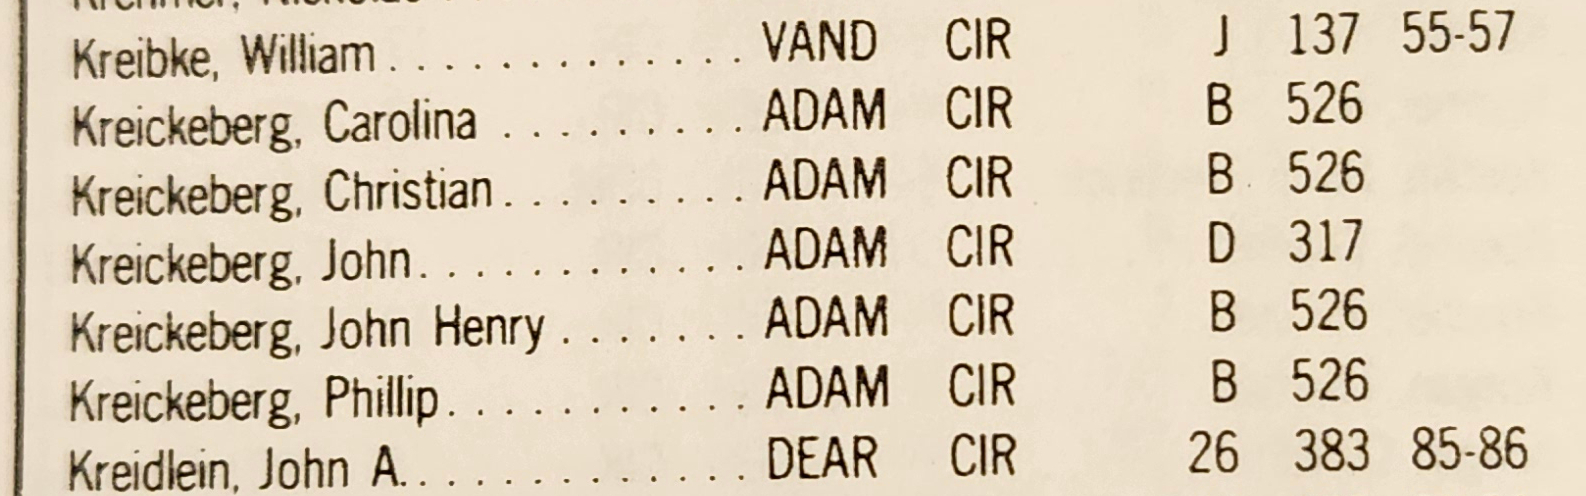 Kreibke, William . . . . . . . . . . . . . . VAND CIR J 137 55-57
Kreickeberg, Carolina . . . . . . . . . ADAM CIR B 526
Kreickeberg, Christian . . . . . . . . . ADAM CIR B 526
Kreickeberg, John. . . . . . . . . . . . ADAM CIR D 317
Kreickeberg, John Henry . . . . . . . ADAM CIR B 526
Kreickeberg, Phillip. . . . . . . . . . . ADAM CIR B 526
Kreidlein, John A. . . . . . . . . . . . . DEAR CIR 26 383 85-86